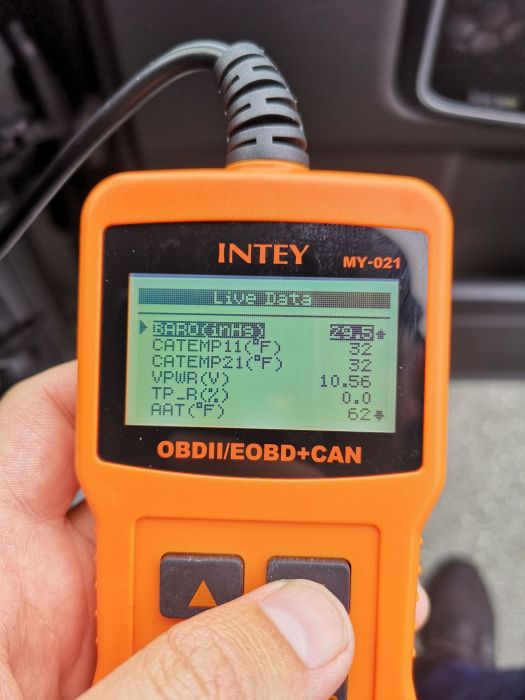 INTEY
MY-021
Live Data
BARO(inHg) 29.5
CATEMP11(°F) 32
CATEMP21(°F) 32
VPWR(V) 10.56
TP_R(%) 0.0
AAT(°F) 62
OBDII/EOBD+CAN